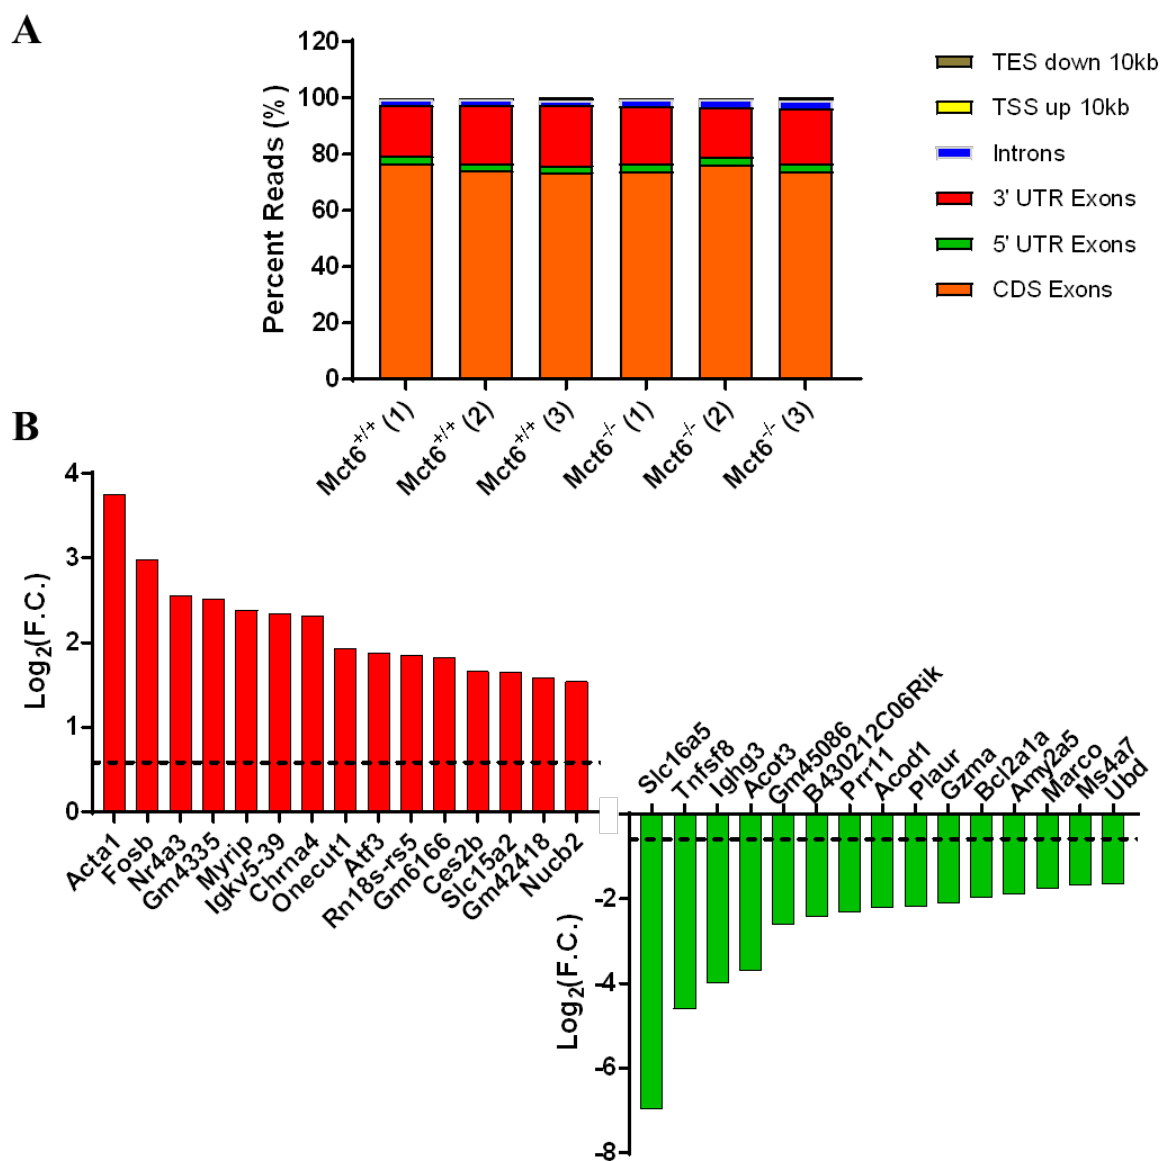 A
Percent Reads (%)
120
100
80
60
40
20
0
Mct6+/+ (1)
Mct6+/+ (2)
Mct6+/+ (3)
Mct6-/- (1)
Mct6-/- (2)
Mct6-/- (3)
TES down 10kb
TSS up 10kb
Introns
3' UTR Exons
5' UTR Exons
CDS Exons
B
Log2(F.C.)
4
3
2
1
0
Acta1
Fosb
Nr4a3
Gm4335
Myrip
Igkv5-39
Chrna4
Onecut1
Atf3
Rn18s-rs5
Gm6166
Ces2b
Slc15a2
Gm42418
Nucb2
Slc16a5
Tnfsf8
Ighg3
Acot3
Gm45086
B430212C06Rik
Prr11
Acod1
Plaur
Gzma
Bcl2a1a
Amy2a5
Marco
Ms4a7
Ubd
Log2(F.C.)
-2
-4
-6
-8